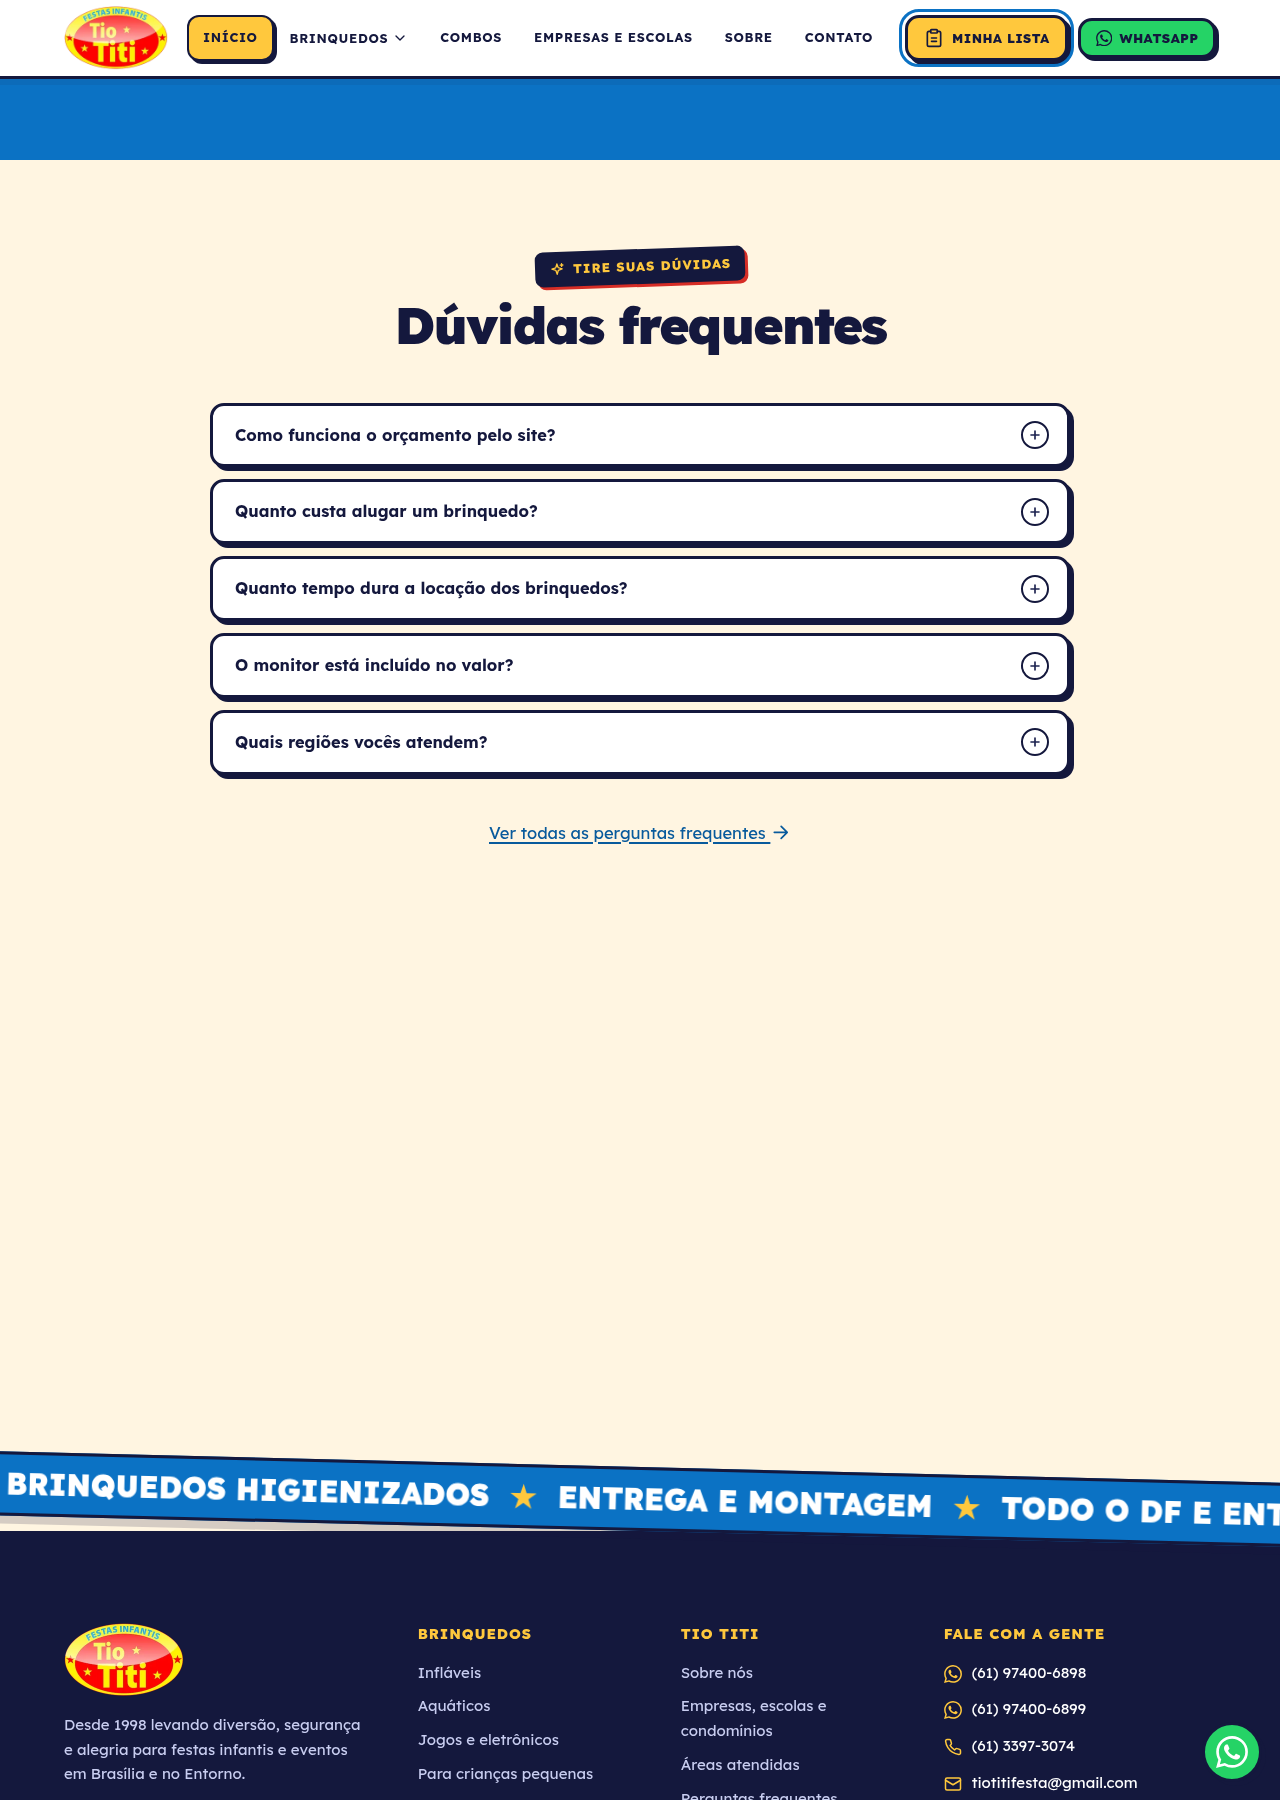 FESTAS INFANTIS
Tio
Titi
INÍCIO
BRINQUEDOS
COMBOS
EMPRESAS E ESCOLAS
SOBRE
CONTATO
MINHA LISTA
WHATSAPP
TIRE SUAS DÚVIDAS
Dúvidas frequentes
Como funciona o orçamento pelo site?
Quanto custa alugar um brinquedo?
Quanto tempo dura a locação dos brinquedos?
O monitor está incluído no valor?
Quais regiões vocês atendem?
Ver todas as perguntas frequentes
BRINQUEDOS HIGIENIZADOS ★ ENTREGA E MONTAGEM ★ TODO O DF E ENT
FESTAS INFANTIS
Tio
Titi
Desde 1998 levando diversão, segurança
e alegria para festas infantis e eventos
em Brasília e no Entorno.
BRINQUEDOS
Infláveis
Aquáticos
Jogos e eletrônicos
Para crianças pequenas
TIO TITI
Sobre nós
Empresas, escolas e
condomínios
Áreas atendidas
Perguntas frequentes
FALE COM A GENTE
(61) 97400-6898
(61) 97400-6899
(61) 3397-3074
tiotitifesta@gmail.com